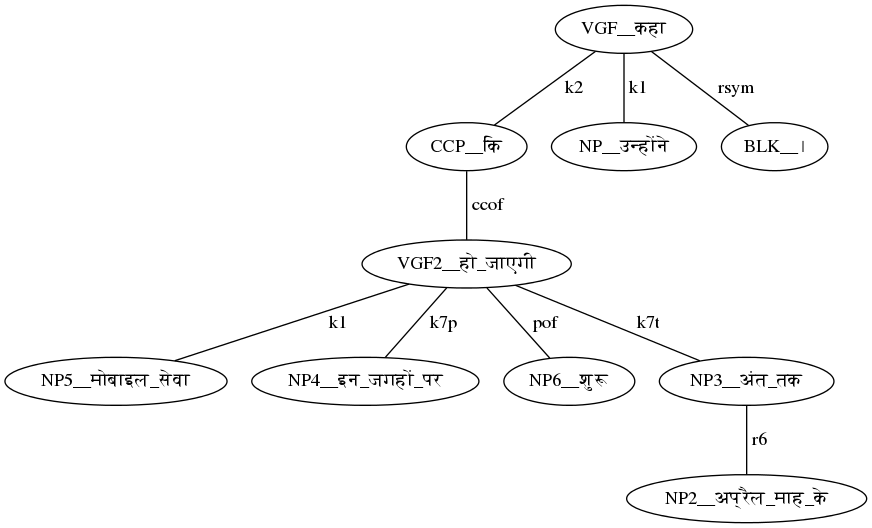 VGF__कहा
k2 k1 rsym
CCP__कि NP__उन्होंने BLK__।
ccof
VGF2__हो_जाएगी
k1 k7p pof k7t
NP5__मोबाइल_सेवा NP4__इन_जगहों_पर NP6__शुरू NP3__अंत_तक
r6
NP2__अप्रैल_माह_के